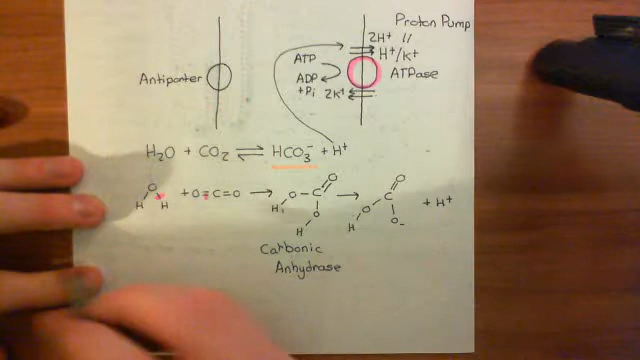 Proton Pump
2H⁺ //
H⁺/K⁺
ATPase
ATP
ADP
+Pi
2K⁺
Antiporter
H₂O + CO₂ ⇌ HCO₃⁻ + H⁺
O H H + O=C=O → H O C O O H → H O C O O⁻ + H⁺
Carbonic
Anhydrase